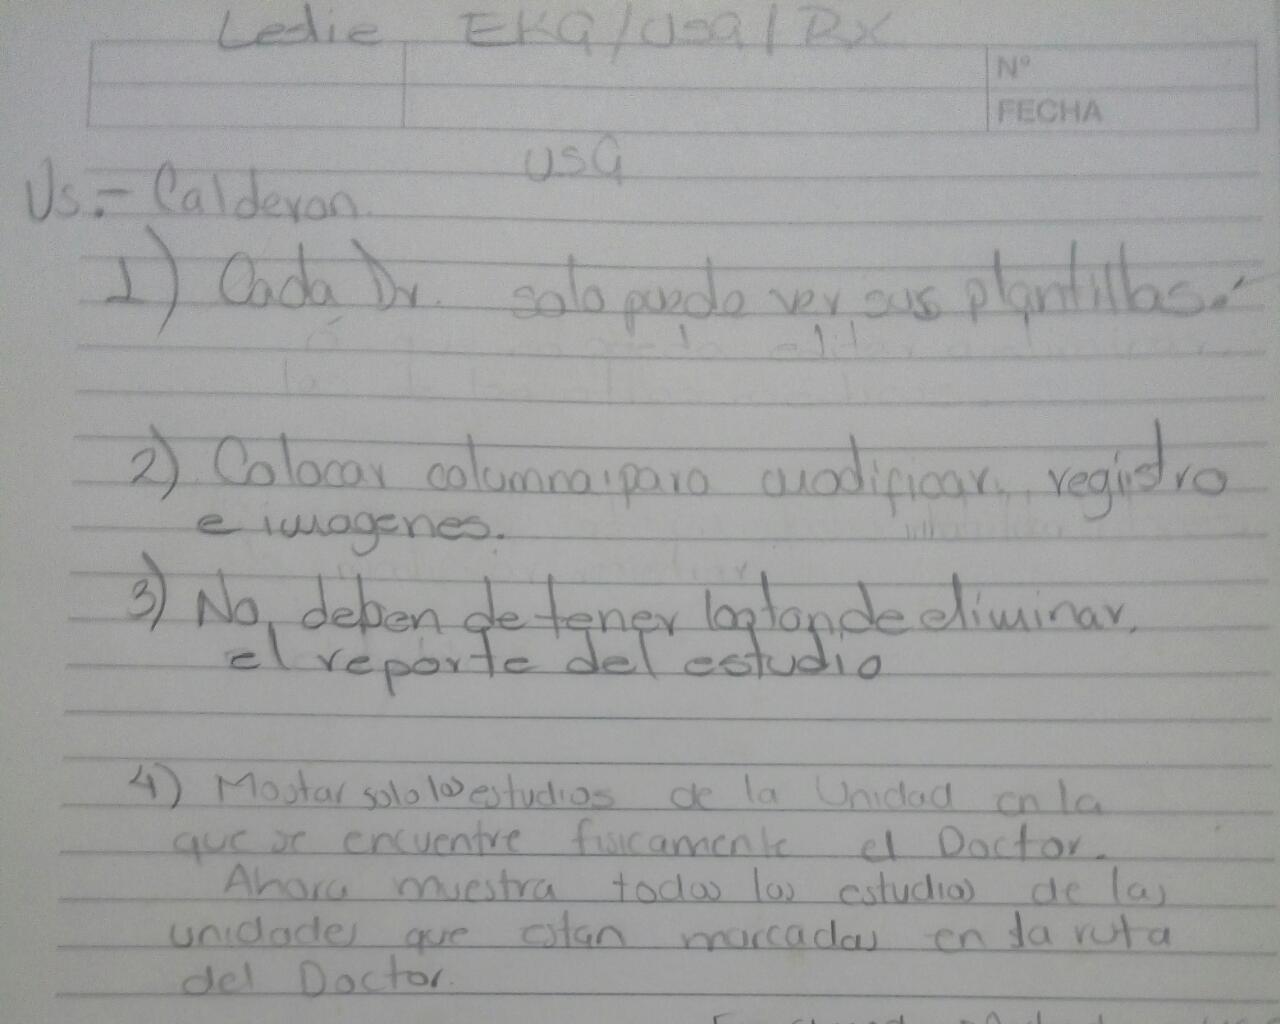 Ledie EKG/USG/RX
N°
FECHA
USG
Us.- Calderon.
1) Cada Dr. solo puede ver sus plantillas.
2) Colocar columna para modificar registro
e imagenes.
3) No deben de tener boton de eliminar.
el reporte del estudio
4) Mostar solo los estudios de la Unidad en la
que se encuentre fisicamente el Doctor.
Ahora muestra todos los estudios de las
unidades que estan marcadas en la ruta
del Doctor.